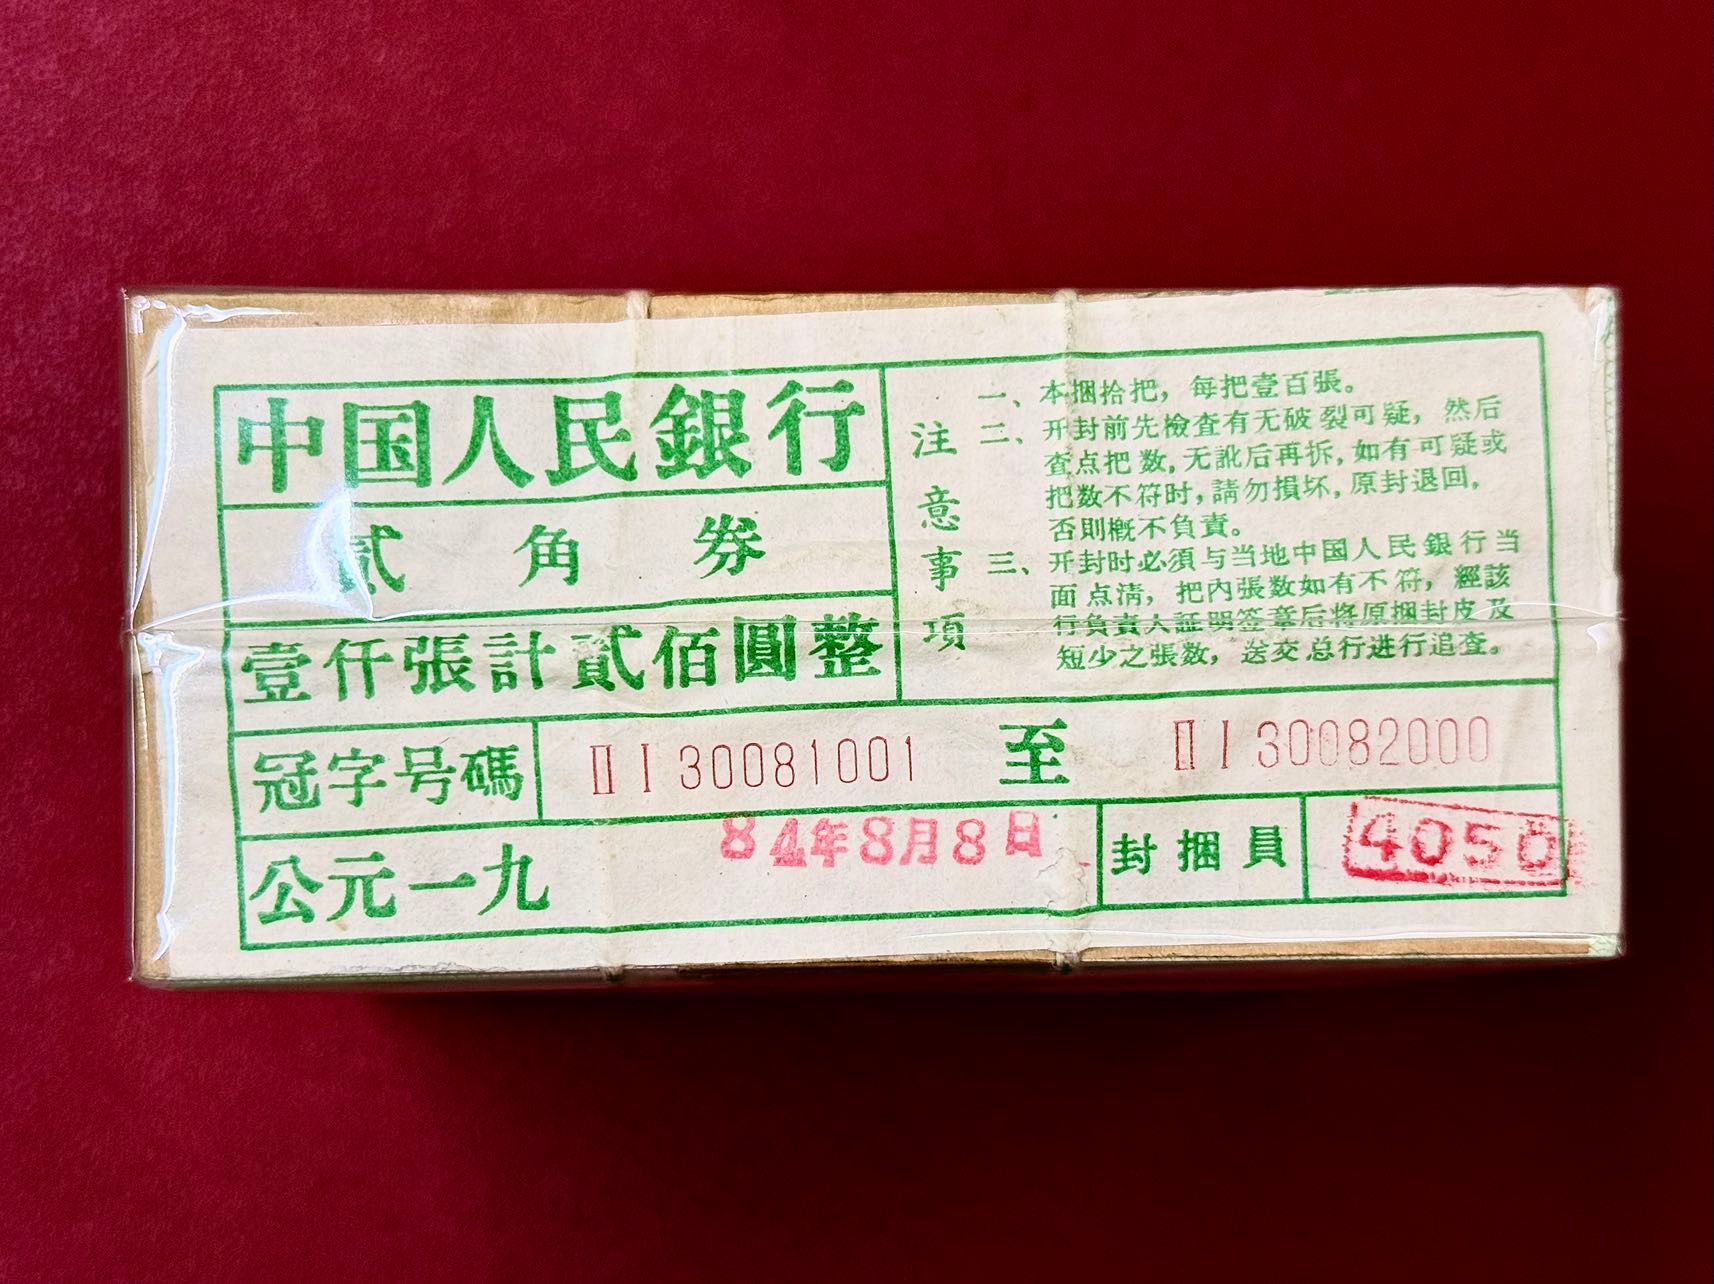 中国人民銀行
貳角券
壹仟張計貳佰圓整
注意事項
一、本捆拾把，每把壹百張。
二、开封前先檢查有无破裂可疑，然后
查点把数，无訛后再拆，如有可疑或
把数不符时，請勿損坏，原封退回，
否則概不負責。
三、开封时必須与当地中国人民銀行当
面点清，把内張数如有不符，經該
行負責人証明签章后将原捆封皮及
短少之張数，送交总行进行追查。
冠字号碼 ⅡⅠ30081001 至 ⅡⅠ30082000
公元一九 84年8月8日 封捆員 4050